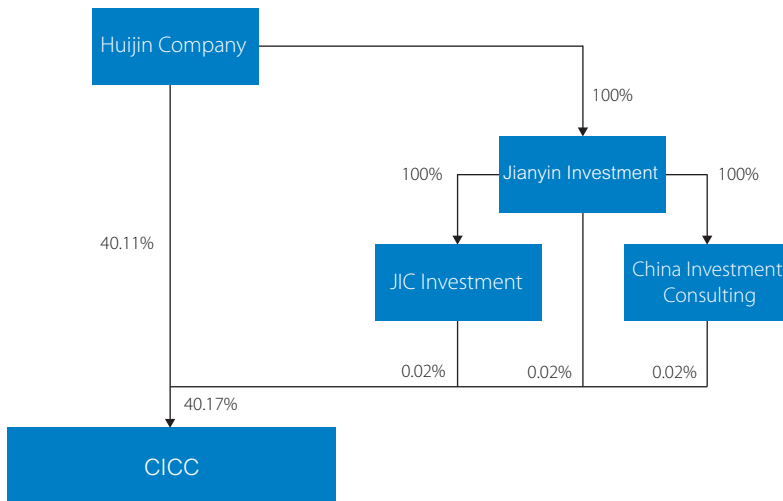 Huijin Company
100%
Jianyin Investment
100%
100%
40.11%
JIC Investment
China Investment
Consulting
0.02%
0.02%
0.02%
40.17%
CICC